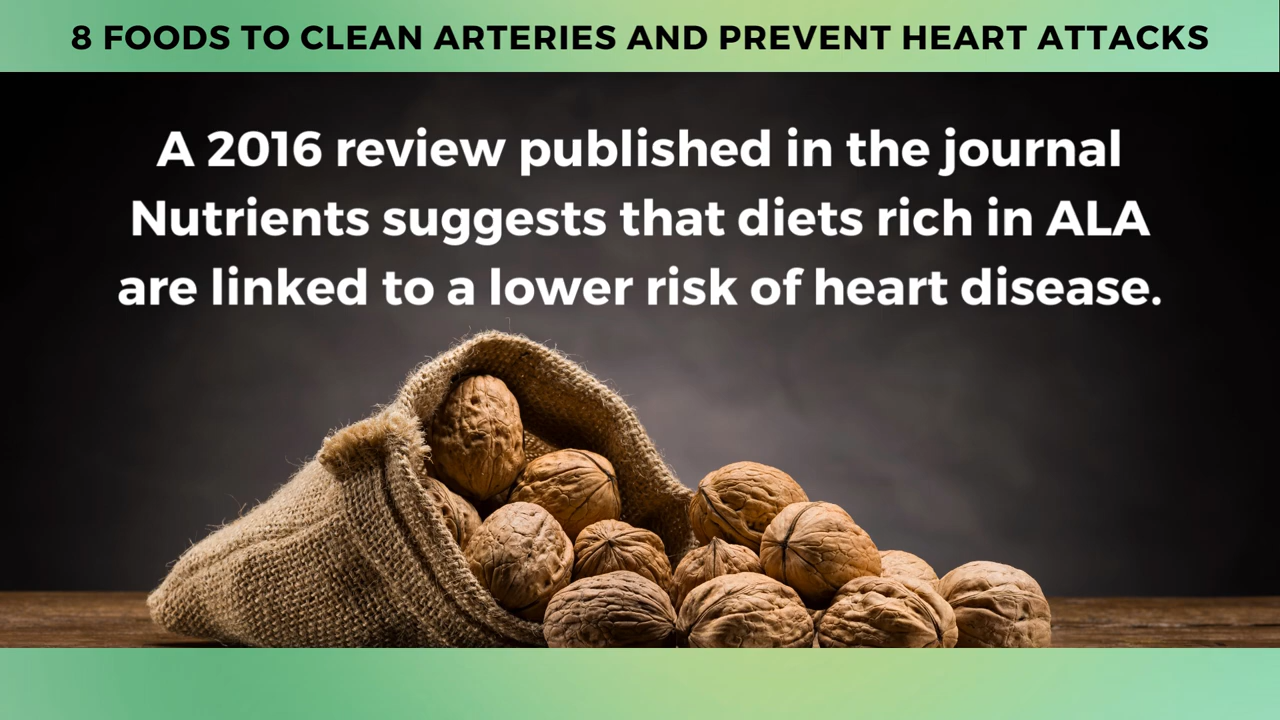 8 FOODS TO CLEAN ARTERIES AND PREVENT HEART ATTACKS
A 2016 review published in the journal
Nutrients suggests that diets rich in ALA
are linked to a lower risk of heart disease.